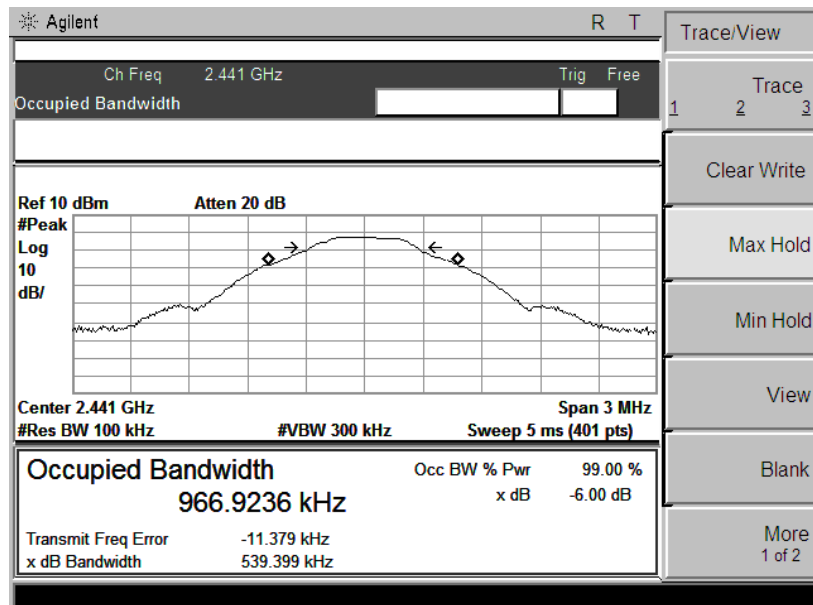 Agilent R T
Ch Freq 2.441 GHz Trig Free
Occupied Bandwidth
Ref 10 dBm Atten 20 dB
#Peak
Log
10
dB/
Center 2.441 GHz Span 3 MHz
#Res BW 100 kHz #VBW 300 kHz Sweep 5 ms (401 pts)
Occupied Bandwidth Occ BW % Pwr 99.00 %
966.9236 kHz x dB -6.00 dB
Transmit Freq Error -11.379 kHz
x dB Bandwidth 539.399 kHz
Trace/View
Trace
1 2 3
Clear Write
Max Hold
Min Hold
View
Blank
More
1 of 2